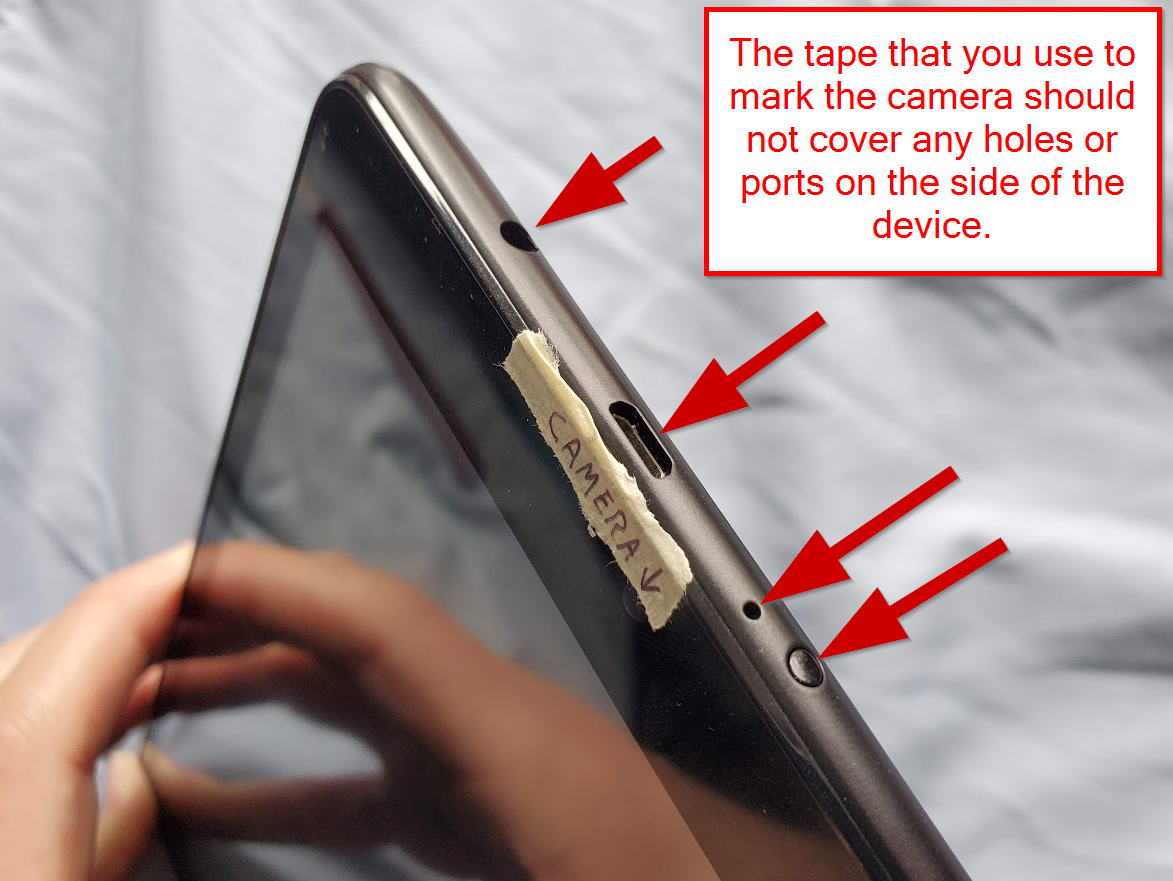 The tape that you use to
mark the camera should
not cover any holes or
ports on the side of the
device.
CAMERA ↓